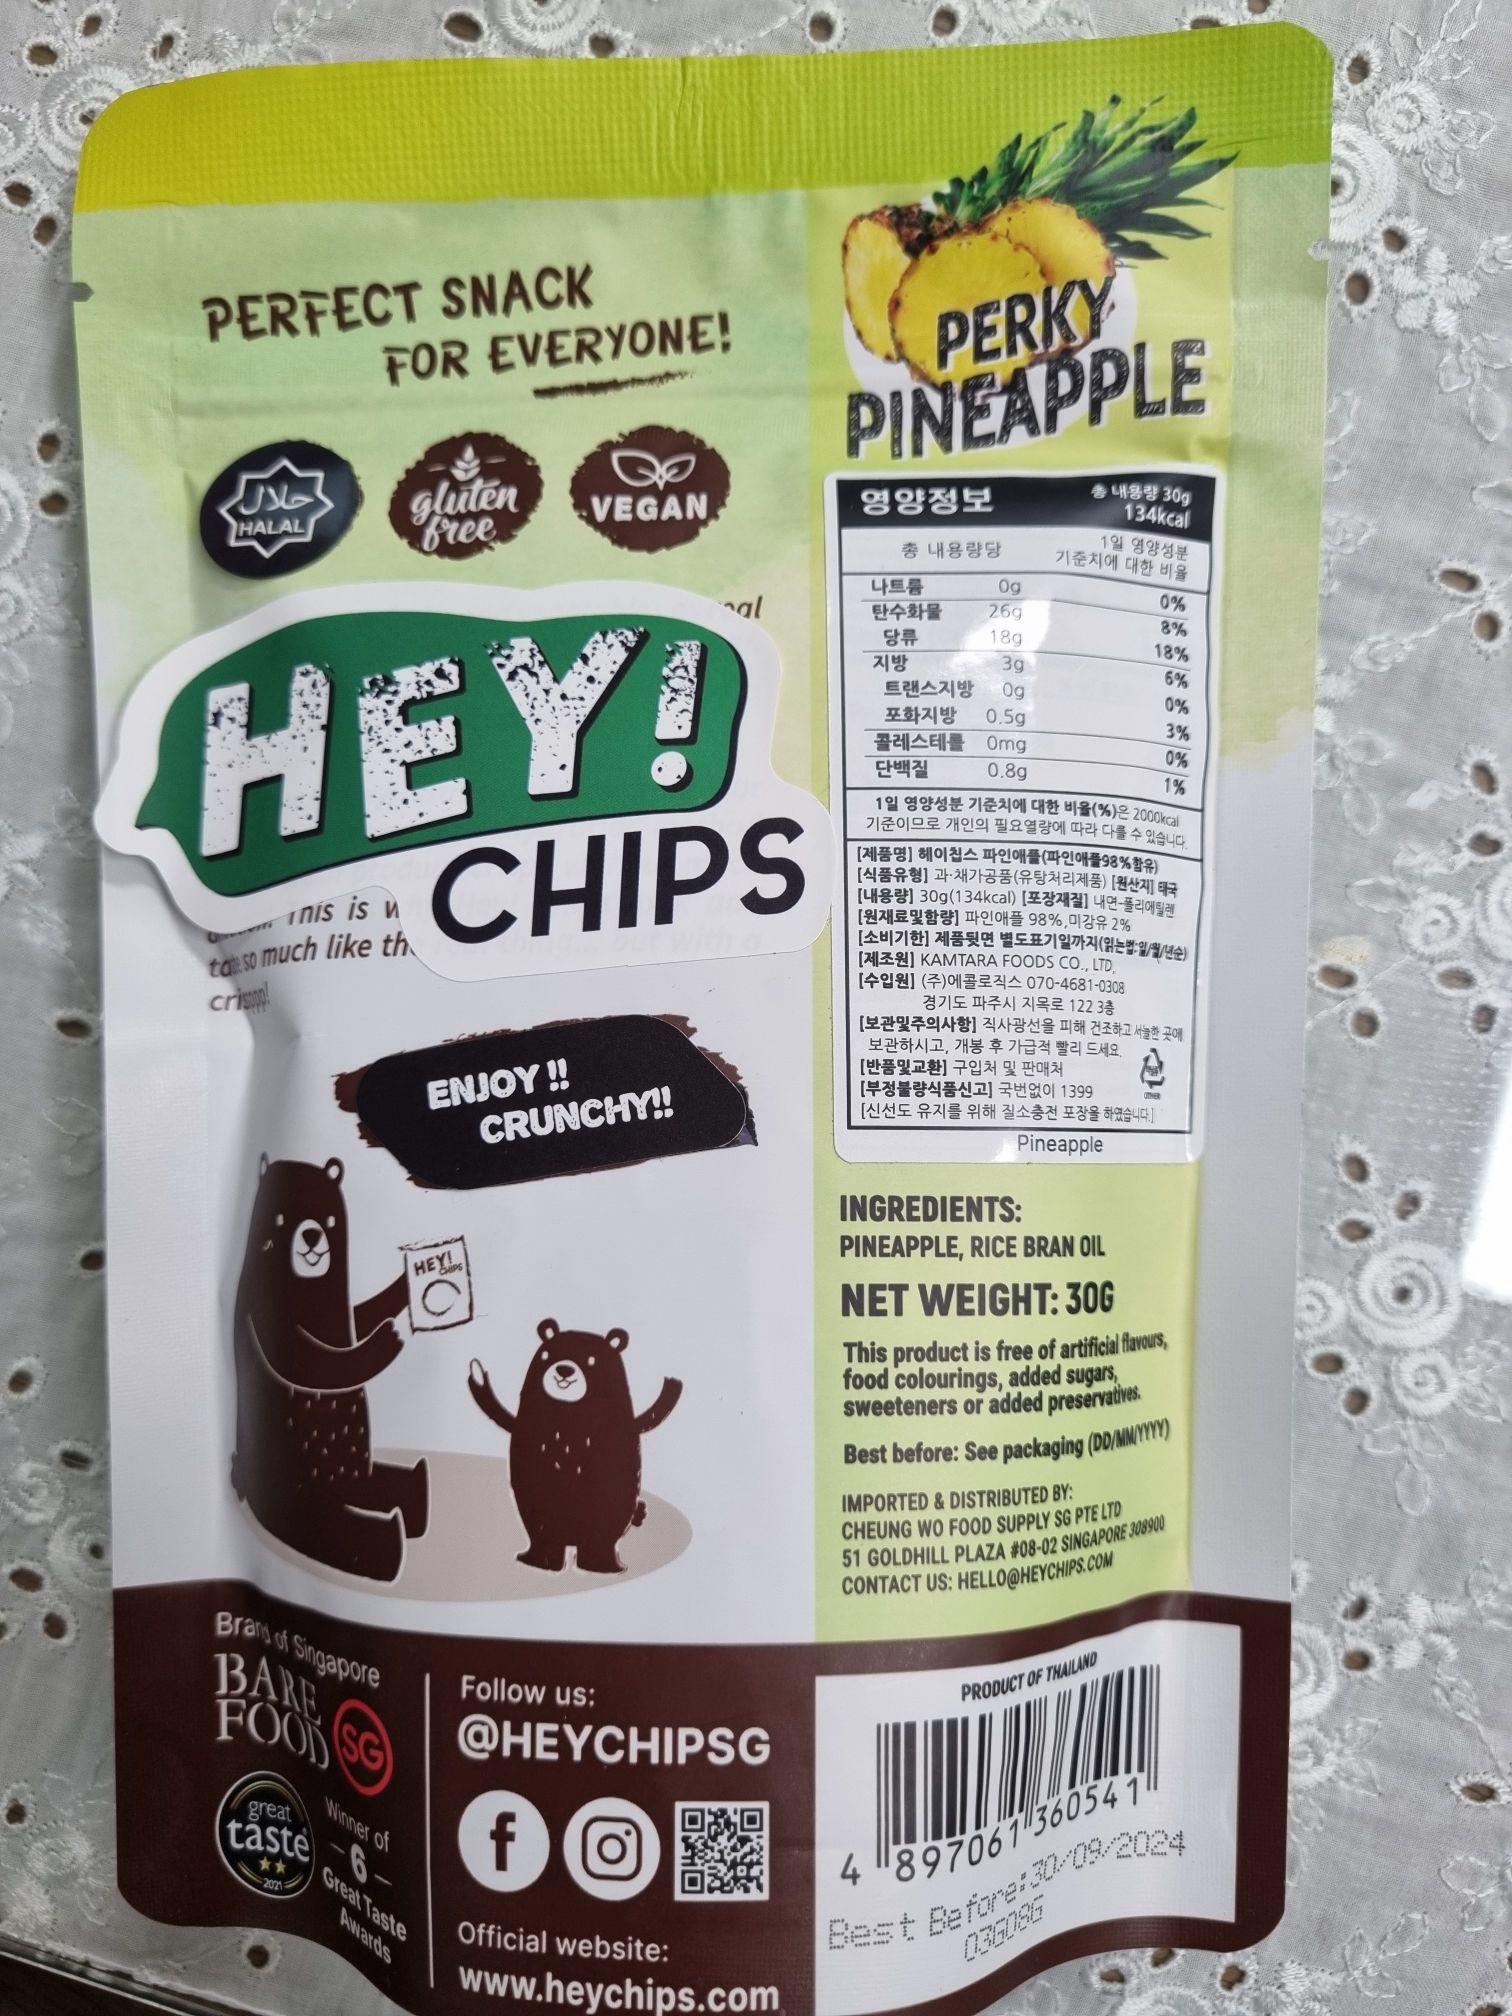 PERFECT SNACK
FOR EVERYONE!
حلال
HALAL
gluten
free
VEGAN
HEY!
CHIPS
This is
so much like
ENJOY !!
CRUNCHY!!
HEY!
CHIPS
Brand of Singapore
BARE
FOOD
SG
great
taste
2021
Winner of
6
Great Taste
Awards
Follow us:
@HEYCHIPSG
f
Official website:
www.heychips.com
PERKY
PINEAPPLE
영양정보
총 내용량 30g
134kcal
총 내용량당
1일 영양성분
기준치에 대한 비율
나트륨 0g 0%
탄수화물 26g 8%
당류 18g 18%
지방 3g 6%
트랜스지방 0g 0%
포화지방 0.5g 3%
콜레스테롤 0mg 0%
단백질 0.8g 1%
1일 영양성분 기준치에 대한 비율(%)은 2000kcal
기준이므로 개인의 필요열량에 따라 다를 수 있습니다.
[제품명] 헤이칩스 파인애플(파인애플98%함유)
[식품유형] 과·채가공품(유탕처리제품) [원산지] 태국
[내용량] 30g(134kcal) [포장재질] 내면-폴리에틸렌
[원재료및함량] 파인애플 98%,미강유 2%
[소비기한] 제품뒷면 별도표기일까지(읽는법:일/월/년순)
[제조원] KAMTARA FOODS CO., LTD,
[수입원] (주)에콜로직스 070-4681-0308
경기도 파주시 지목로 122 3층
[보관및주의사항] 직사광선을 피해 건조하고 서늘한 곳에
보관하시고, 개봉 후 가급적 빨리 드세요.
[반품및교환] 구입처 및 판매처
[부정불량식품신고] 국번없이 1399
OTHER
[신선도 유지를 위해 질소충전 포장을 하였습니다.]
Pineapple
INGREDIENTS:
PINEAPPLE, RICE BRAN OIL
NET WEIGHT: 30G
This product is free of artificial flavours,
food colourings, added sugars,
sweeteners or added preservatives.
Best before: See packaging (DD/MM/YYYY)
IMPORTED & DISTRIBUTED BY:
CHEUNG WO FOOD SUPPLY SG PTE LTD
51 GOLDHILL PLAZA #08-02 SINGAPORE 308900
CONTACT US: HELLO@HEYCHIPS.COM
PRODUCT OF THAILAND
4 897061 360541
Best Before:30/09/2024
03G08G